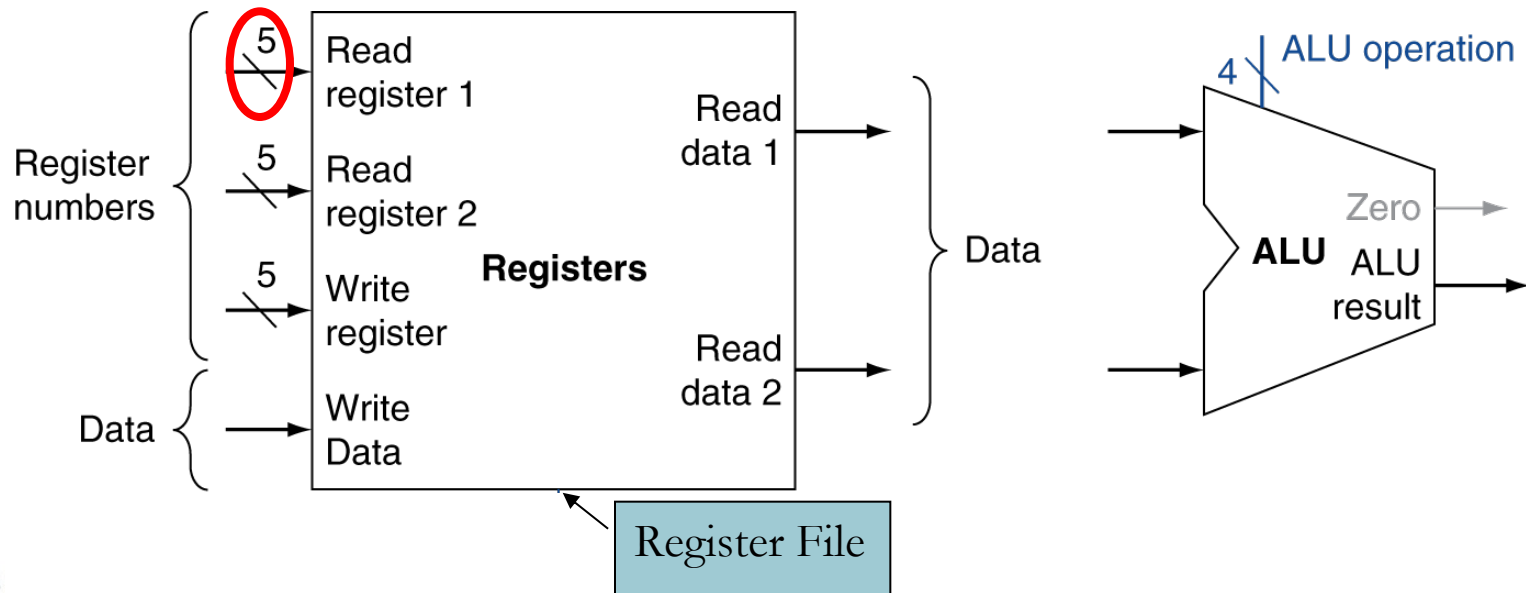 5
Read
register 1
5
Read
register 2
5
Write
register
Write
Data
Register
numbers
Data
Registers
Read
data 1
Read
data 2
Data
Register File
4
ALU operation
Zero
ALU
ALU
result